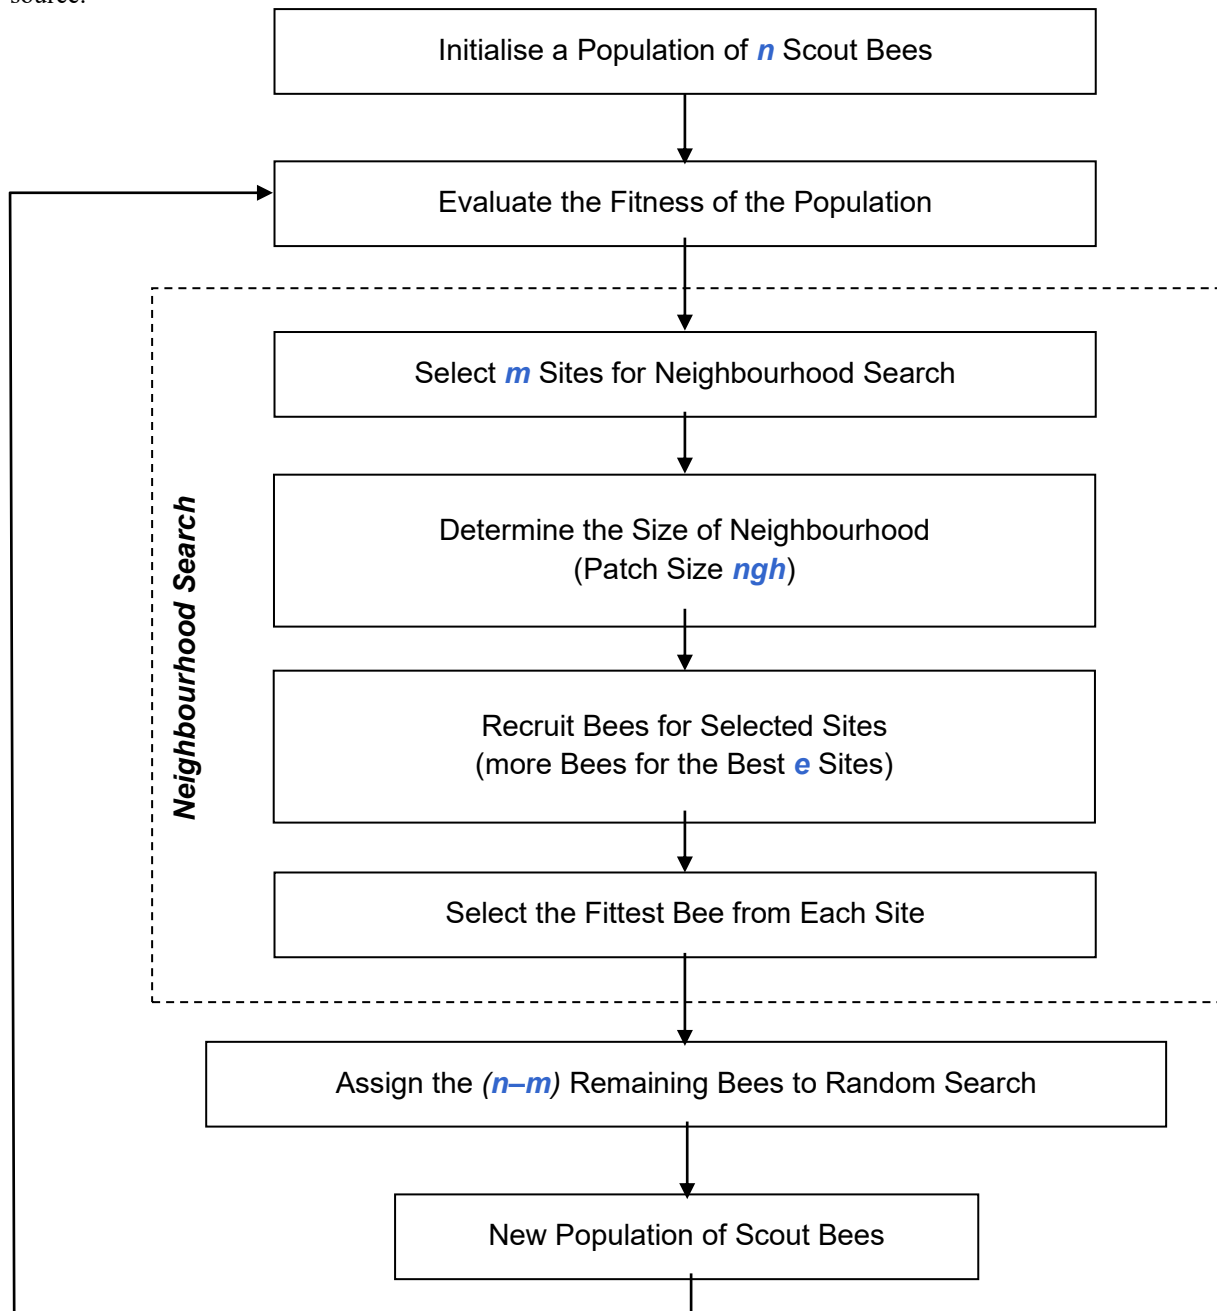 source.
Initialise a Population of n Scout Bees
Evaluate the Fitness of the Population
Select m Sites for Neighbourhood Search
Determine the Size of Neighbourhood
(Patch Size ngh)
Neighbourhood Search
Recruit Bees for Selected Sites
(more Bees for the Best e Sites)
Select the Fittest Bee from Each Site
Assign the (n–m) Remaining Bees to Random Search
New Population of Scout Bees